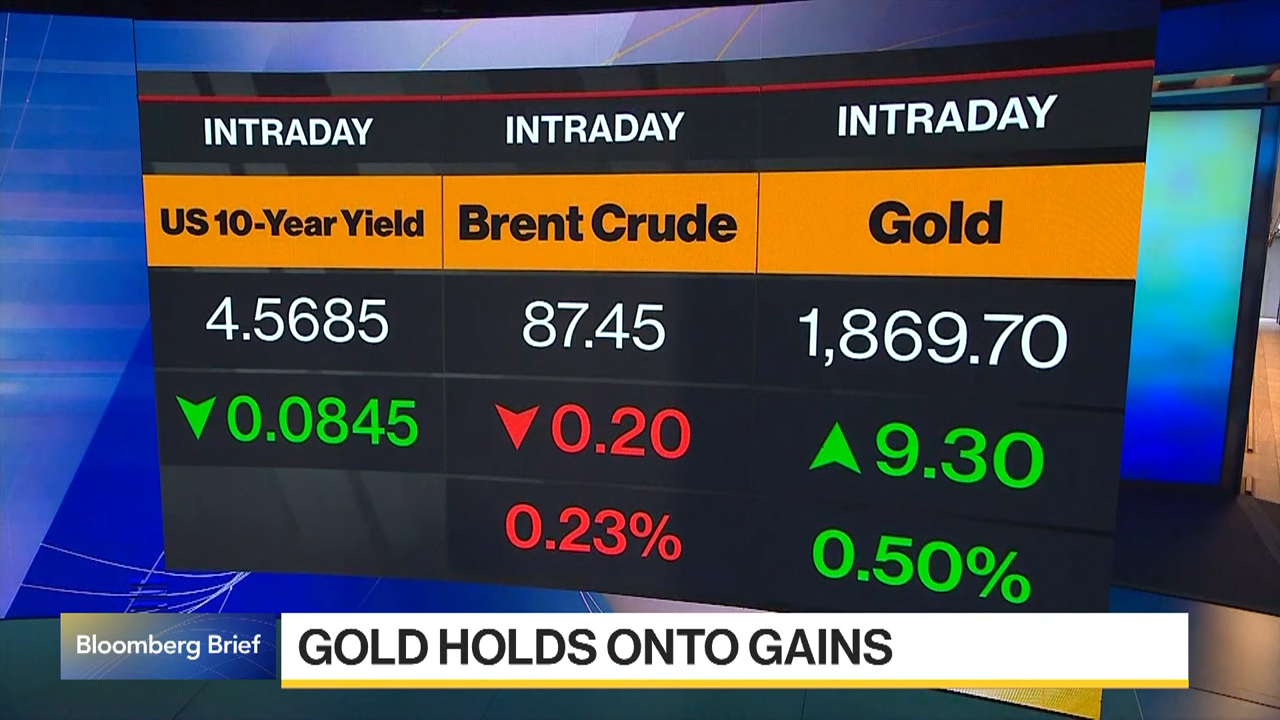 INTRADAY INTRADAY INTRADAY
US 10-Year Yield Brent Crude Gold
4.5685 87.45 1,869.70
▼0.0845 ▼0.20 ▲9.30
0.23% 0.50%
Bloomberg Brief GOLD HOLDS ONTO GAINS